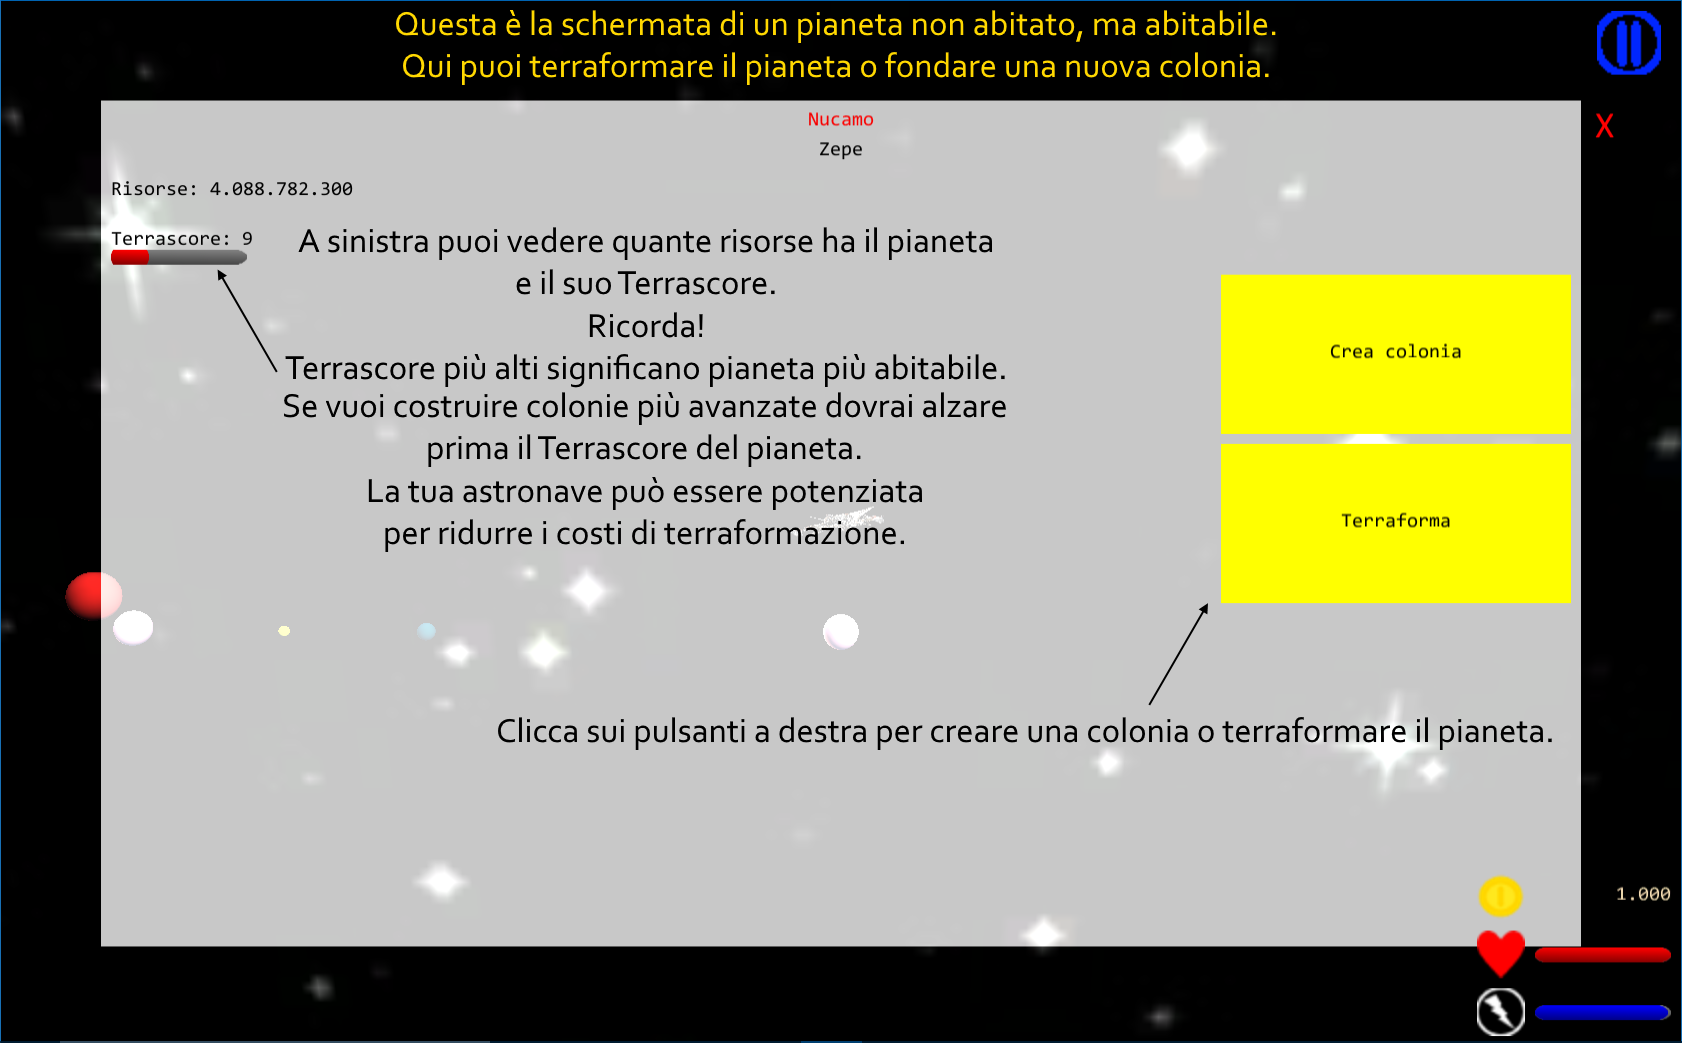 Questa è la schermata di un pianeta non abitato, ma abitabile.
Qui puoi terraformare il pianeta o fondare una nuova colonia.
X
Nucamo
Zepe
Risorse: 4.088.782.300
Terrascore: 9
A sinistra puoi vedere quante risorse ha il pianeta
e il suo Terrascore.
Ricorda!
Terrascore più alti significano pianeta più abitabile.
Se vuoi costruire colonie più avanzate dovrai alzare
prima il Terrascore del pianeta.
La tua astronave può essere potenziata
per ridurre i costi di terraformazione.
Crea colonia
Terraforma
Clicca sui pulsanti a destra per creare una colonia o terraformare il pianeta.
1.000